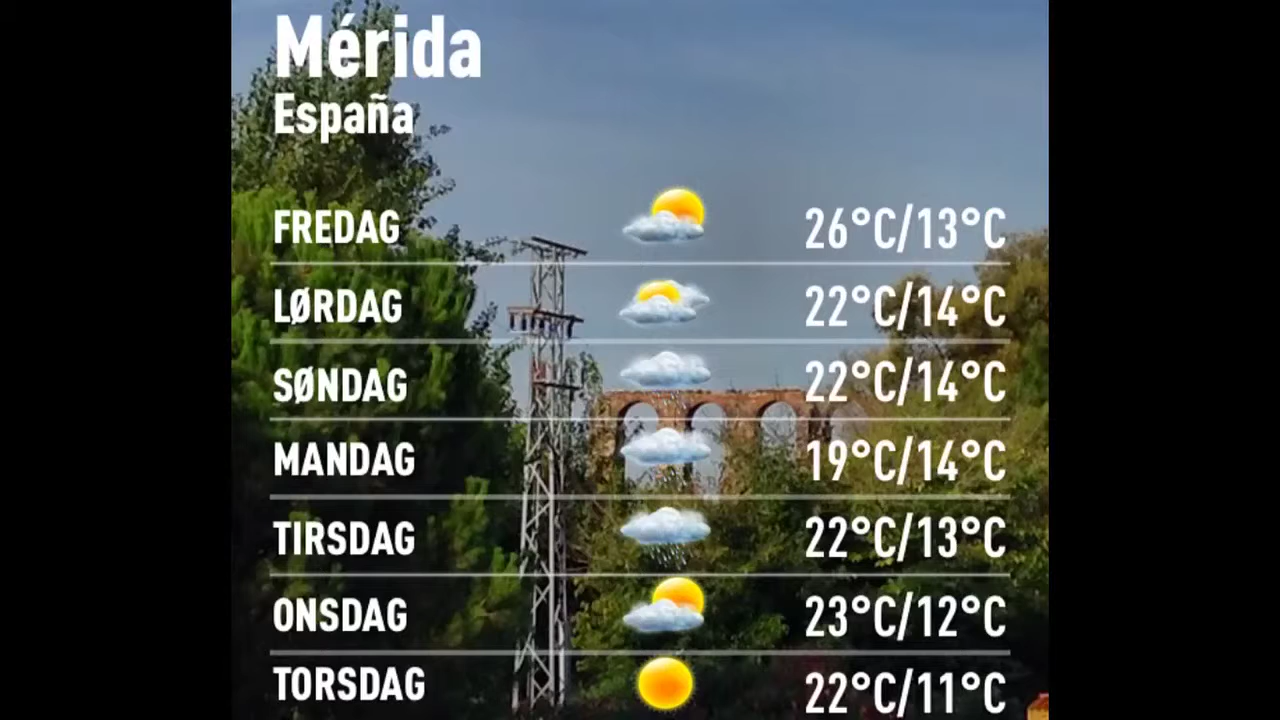 Mérida
España
FREDAG 26°C/13°C
LØRDAG 22°C/14°C
SØNDAG 22°C/14°C
MANDAG 19°C/14°C
TIRSDAG 22°C/13°C
ONSDAG 23°C/12°C
TORSDAG 22°C/11°C